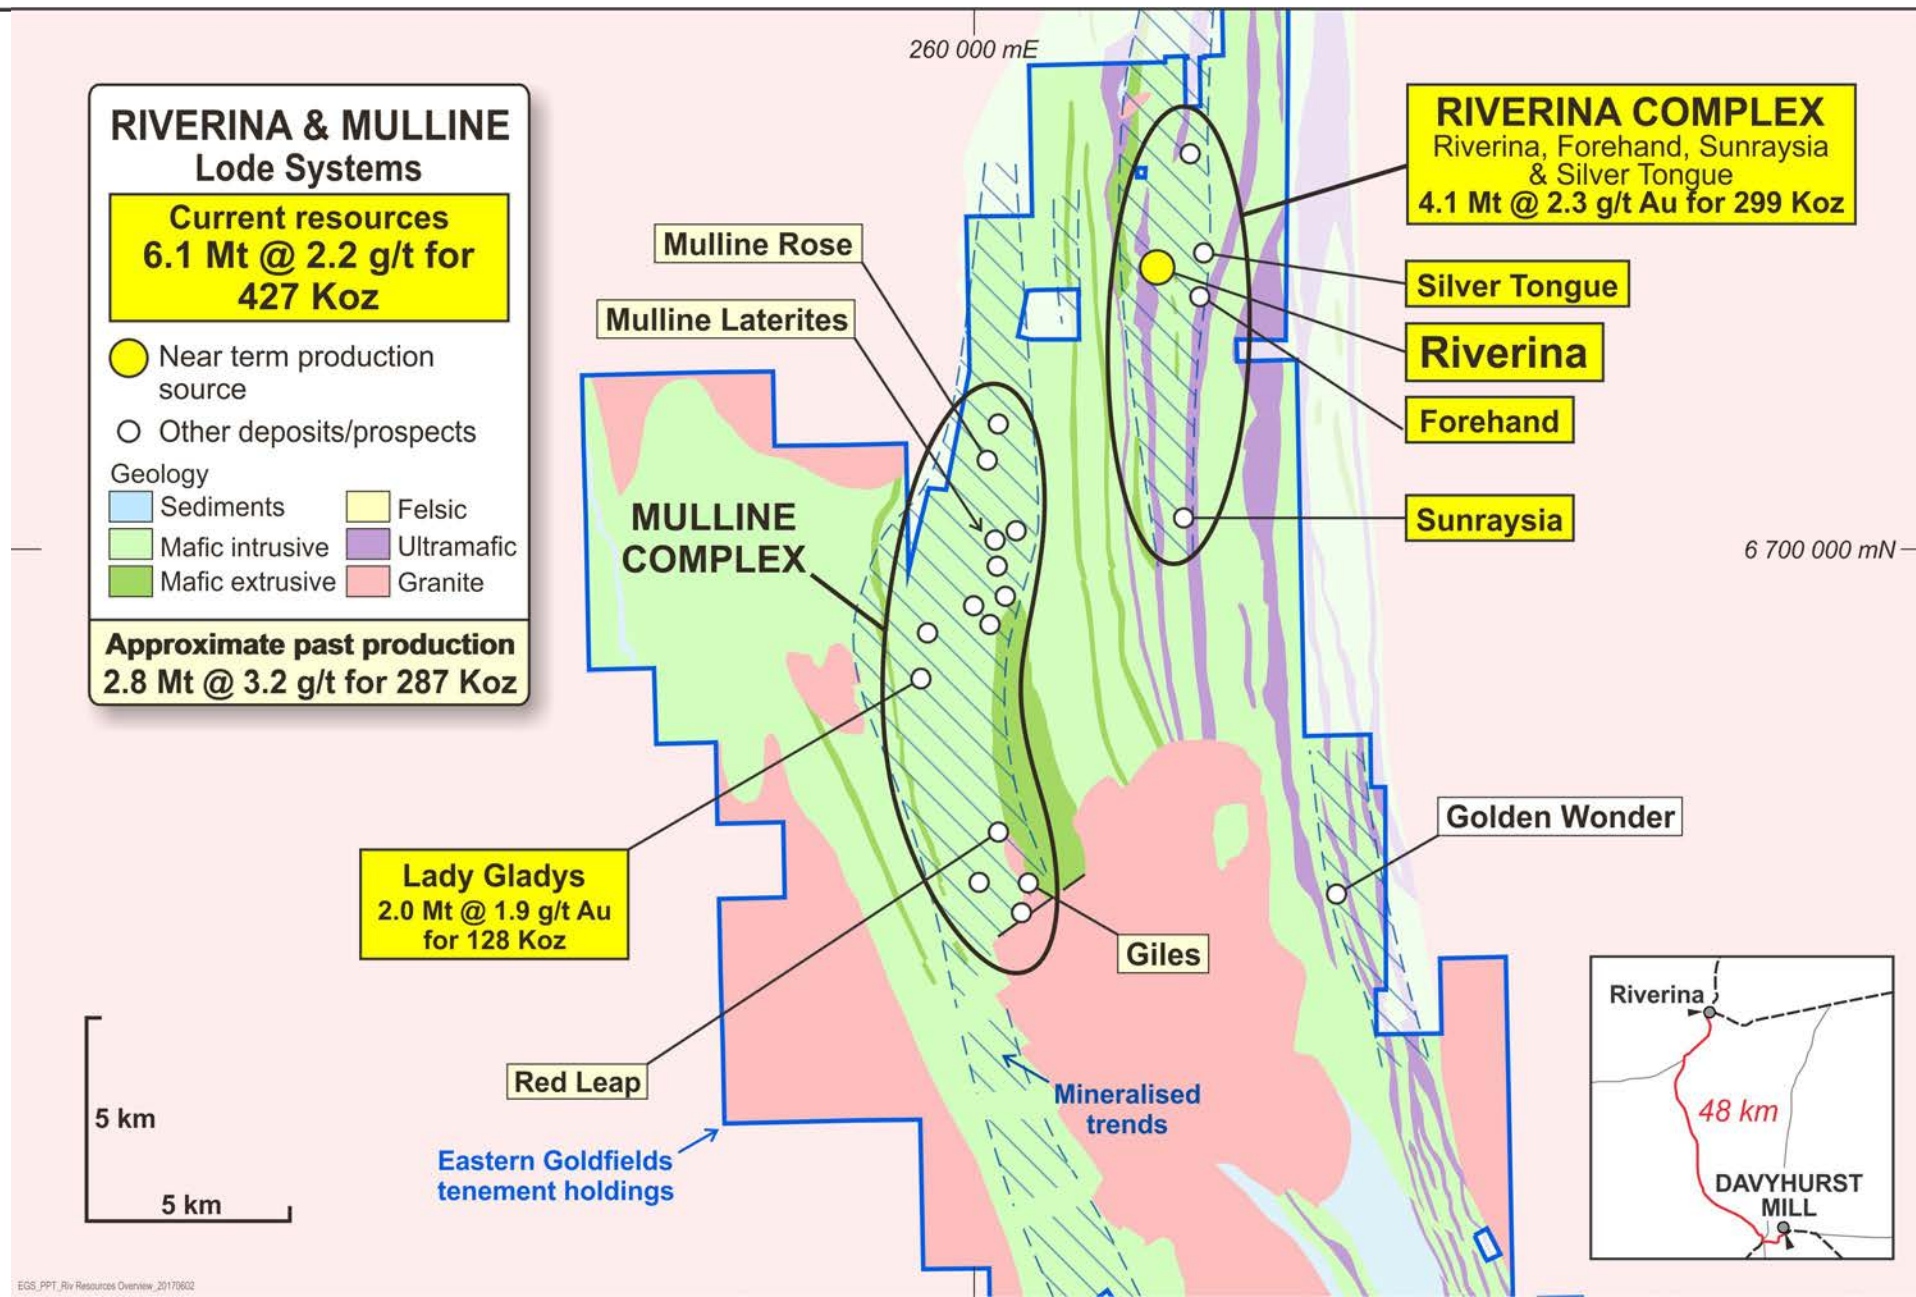 260 000 mE
RIVERINA & MULLINE
Lode Systems
Current resources
6.1 Mt @ 2.2 g/t for
427 Koz
Near term production
source
Other deposits/prospects
Geology
Sediments
Felsic
Mafic intrusive
Ultramafic
Mafic extrusive
Granite
Approximate past production
2.8 Mt @ 3.2 g/t for 287 Koz
RIVERINA COMPLEX
Riverina, Forehand, Sunraysia
& Silver Tongue
4.1 Mt @ 2.3 g/t Au for 299 Koz
Mulline Rose
Mulline Laterites
Silver Tongue
Riverina
Forehand
Sunraysia
MULLINE
COMPLEX
6 700 000 mN
Golden Wonder
Lady Gladys
2.0 Mt @ 1.9 g/t Au
for 128 Koz
Giles
Red Leap
Mineralised
trends
Eastern Goldfields
tenement holdings
5 km
5 km
Riverina
48 km
DAVYHURST
MILL
EGS_PPT_Riv Resources Overview_20170602